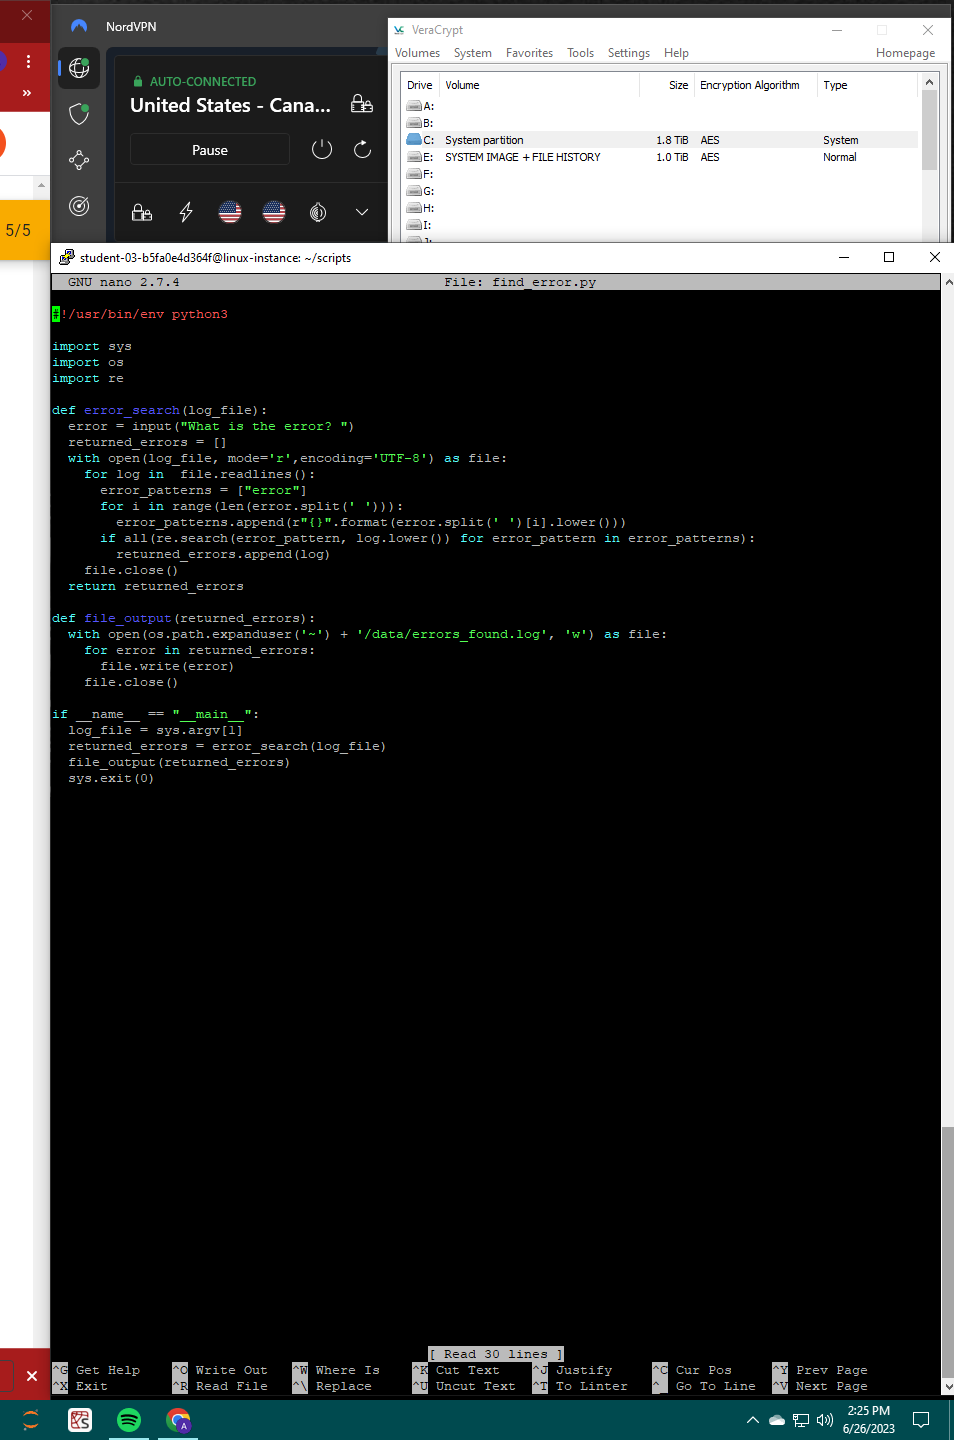 NordVPN
AUTO-CONNECTED
United States - Cana...
Pause
VeraCrypt
Volumes System Favorites Tools Settings Help Homepage
Drive Volume Size Encryption Algorithm Type
A:
B:
C: System partition 1.8 TiB AES System
E: SYSTEM IMAGE + FILE HISTORY 1.0 TiB AES Normal
F:
G:
H:
I:
5/5
student-03-b5fa0e4d364f@linux-instance: ~/scripts
GNU nano 2.7.4 File: find_error.py
#!/usr/bin/env python3
import sys
import os
import re
def error_search(log_file):
error = input("What is the error? ")
returned_errors = []
with open(log_file, mode='r',encoding='UTF-8') as file:
for log in  file.readlines():
error_patterns = ["error"]
for i in range(len(error.split(' '))):
error_patterns.append(r"{}".format(error.split(' ')[i].lower()))
if all(re.search(error_pattern, log.lower()) for error_pattern in error_patterns):
returned_errors.append(log)
file.close()
return returned_errors
def file_output(returned_errors):
with open(os.path.expanduser('~') + '/data/errors_found.log', 'w') as file:
for error in returned_errors:
file.write(error)
file.close()
if __name__ == "__main__":
log_file = sys.argv[1]
returned_errors = error_search(log_file)
file_output(returned_errors)
sys.exit(0)
[ Read 30 lines ]
^G Get Help ^O Write Out ^W Where Is ^K Cut Text ^J Justify ^C Cur Pos ^Y Prev Page
^X Exit ^R Read File ^\ Replace ^U Uncut Text ^T To Linter ^_ Go To Line ^V Next Page
A
2:25 PM
6/26/2023